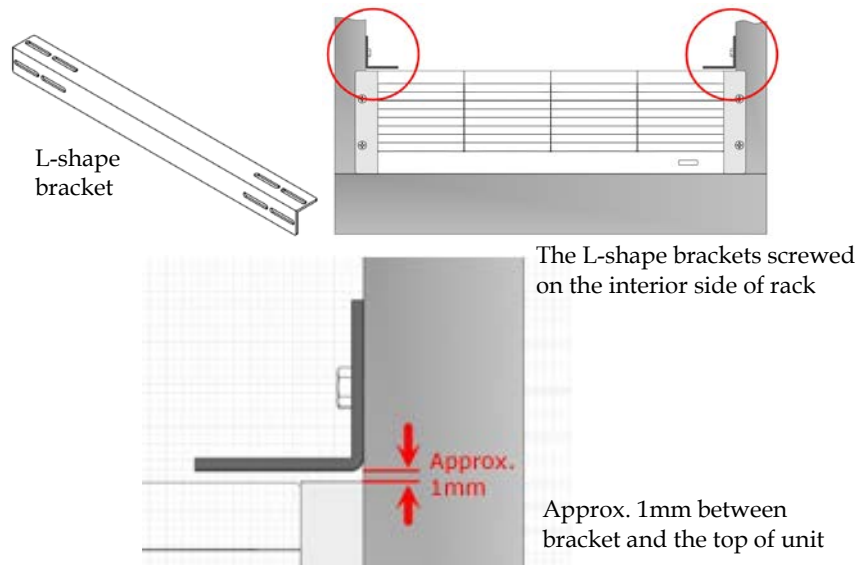 L-shape
bracket
The L-shape brackets screwed
on the interior side of rack
Approx.
1mm
Approx. 1mm between
bracket and the top of unit